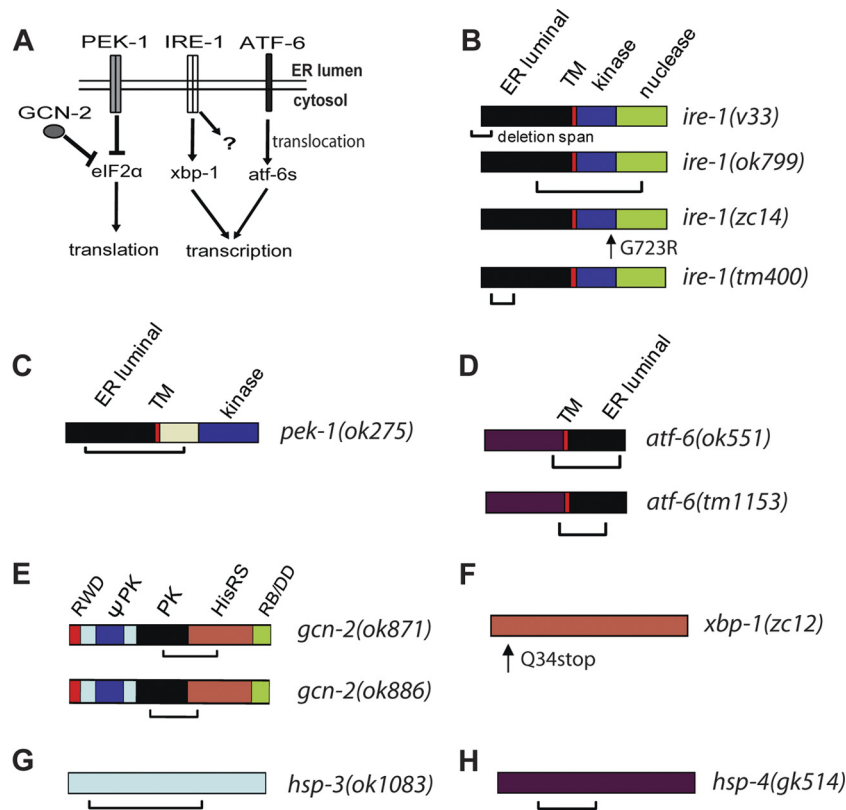 A
PEK-1 IRE-1 ATF-6
ER lumen
cytosol
GCN-2
?
translocation
eIF2α xbp-1 atf-6s
translation transcription
B
ER luminal TM kinase nuclease
ire-1(v33)
deletion span
ire-1(ok799)
ire-1(zc14)
G723R
ire-1(tm400)
C
ER luminal TM kinase
pek-1(ok275)
D
TM ER luminal
atf-6(ok551)
atf-6(tm1153)
E
RWD ΨPK PK HisRS RB/DD
gcn-2(ok871)
gcn-2(ok886)
F
xbp-1(zc12)
Q34stop
G
hsp-3(ok1083)
H
hsp-4(gk514)